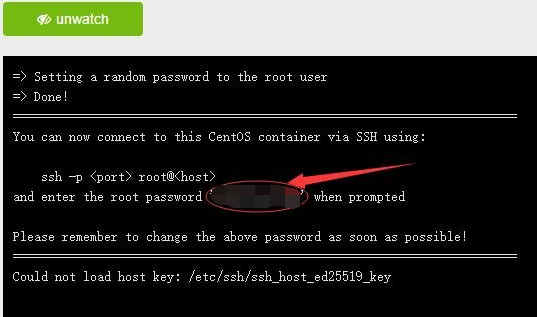 unwatch
=> Setting a random password to the root user
=> Done!
You can now connect to this CentOS container via SSH using:
ssh -p <port> root@<host>
and enter the root password ' ' when prompted
Please remember to change the above password as soon as possible!
Could not load host key: /etc/ssh/ssh_host_ed25519_key